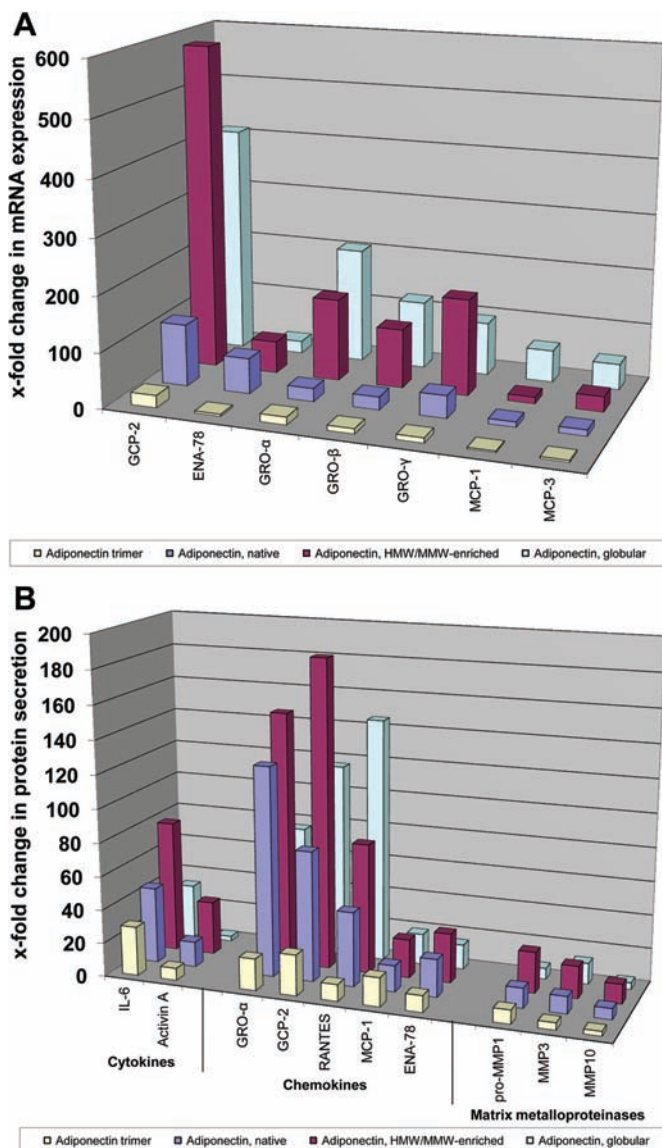 A
x-fold change in mRNA expression
600
500
400
300
200
100
0
GCP-2
ENA-78
GRO-α
GRO-β
GRO-γ
MCP-1
MCP-3
Adiponectin trimer
Adiponectin, native
Adiponectin, HMW/MMW-enriched
Adiponectin, globular
B
x-fold change in protein secretion
200
180
160
140
120
100
80
60
40
20
0
IL-6
Activin A
GRO-α
GCP-2
RANTES
MCP-1
ENA-78
pro-MMP1
MMP3
MMP10
Cytokines
Chemokines
Matrix metalloproteinases
Adiponectin trimer
Adiponectin, native
Adiponectin, HMW/MMW-enriched
Adiponectin, globular